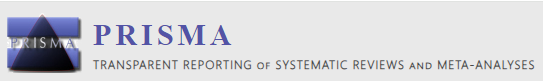 PRISMA
PRISMA
TRANSPARENT REPORTING OF SYSTEMATIC REVIEWS AND META-ANALYSES